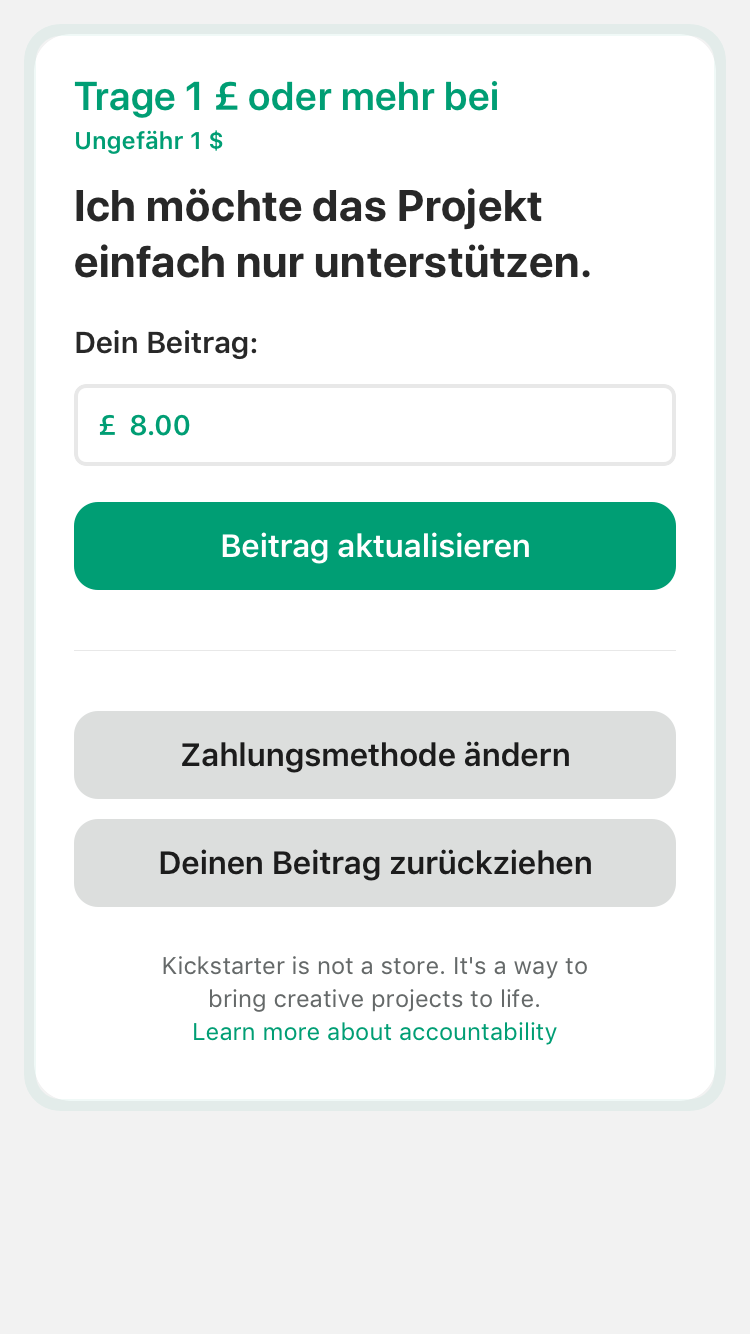 Trage 1 £ oder mehr bei
Ungefähr 1 $
Ich möchte das Projekt
einfach nur unterstützen.
Dein Beitrag:
£ 8.00
Beitrag aktualisieren
Zahlungsmethode ändern
Deinen Beitrag zurückziehen
Kickstarter is not a store. It's a way to
bring creative projects to life.
Learn more about accountability